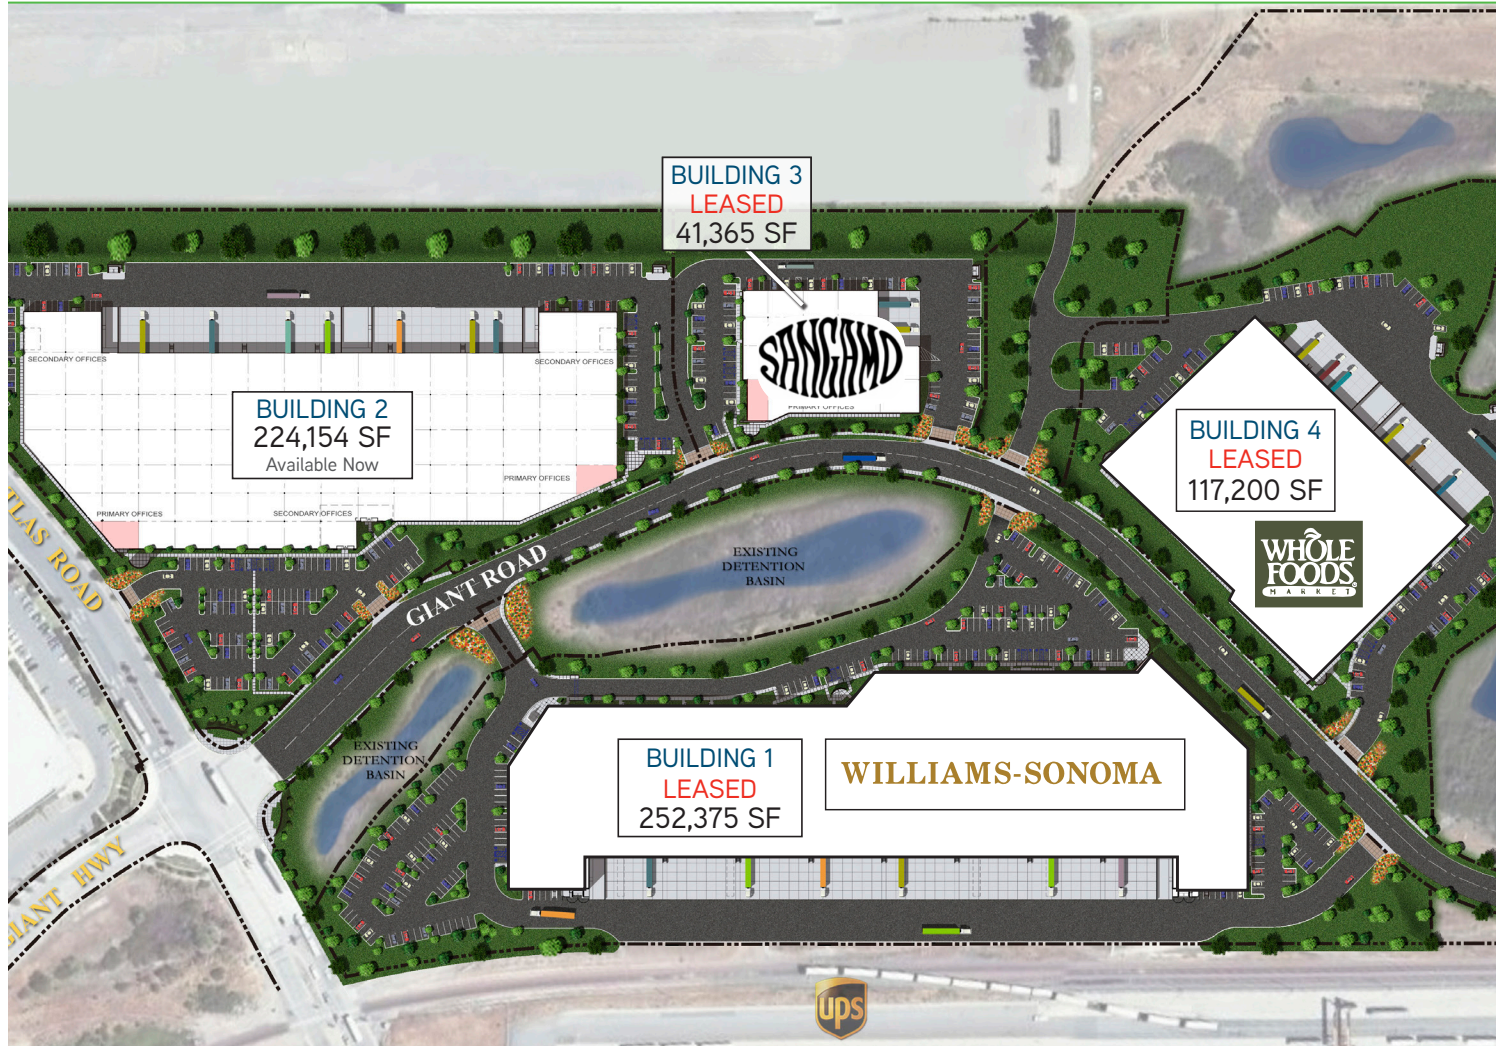 BUILDING 3
LEASED
41,365 SF
SANGAMO
PRIMARY OFFICES
SECONDARY OFFICES
SECONDARY OFFICES
BUILDING 2
224,154 SF
Available Now
PRIMARY OFFICES
PRIMARY OFFICES
SECONDARY OFFICES
BUILDING 4
LEASED
117,200 SF
WHOLE
FOODS
MARKET
ATLAS ROAD
GIANT ROAD
EXISTING
DETENTION
BASIN
EXISTING
DETENTION
BASIN
BUILDING 1
LEASED
252,375 SF
WILLIAMS-SONOMA
GIANT HWY
ups